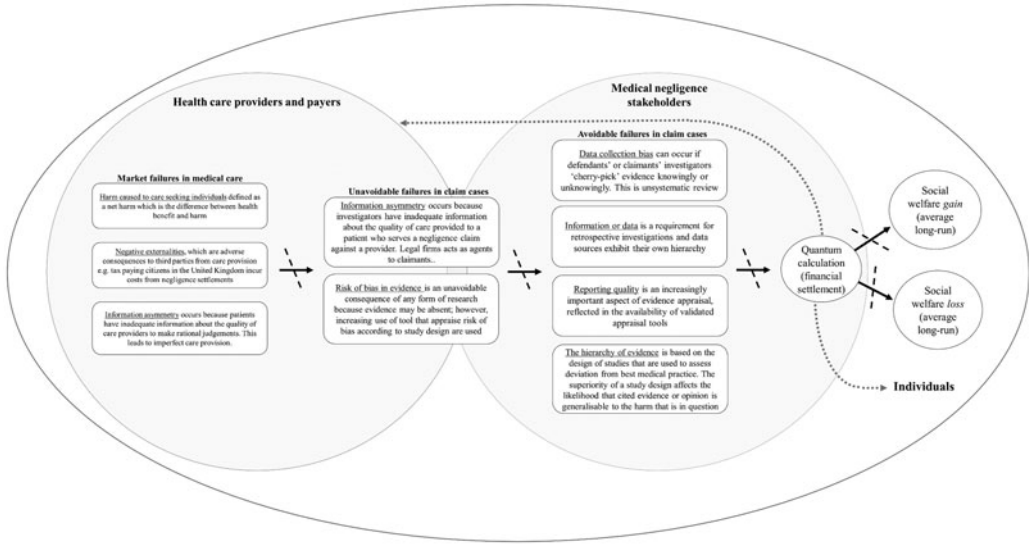 Health care providers and payers
Market failures in medical care
Harm caused to care seeking individuals defined as
a net harm which is the difference between health
benefit and harm
Negative externalities, which are adverse
consequences to third parties from care provision
e.g. tax paying citizens in the United Kingdom incur
costs from negligence settlements
Information asymmetry occurs because patients
have inadequate information about the quality of
care providers to make rational judgements. This
leads to imperfect care provision.
Unavoidable failures in claim cases
Information asymmetry occurs because
investigators have inadequate information
about the quality of care provided to a
patient who serves a negligence claim
against a provider. Legal firms acts as agents
to claimants..
Risk of bias in evidence is an unavoidable
consequence of any form of research
because evidence may be absent; however,
increasing use of tool that appraise risk of
bias according to study design are used
Medical negligence
stakeholders
Avoidable failures in claim cases
Data collection bias can occur if
defendants' or claimants' investigators
'cherry-pick' evidence knowingly or
unknowingly. This is unsystematic review
Information or data is a requirement for
retrospective investigations and data
sources exhibit their own hierarchy
Reporting quality is an increasingly
important aspect of evidence appraisal,
reflected in the availability of validated
appraisal tools
The hierarchy of evidence is based on the
design of studies that are used to assess
deviation from best medical practice. The
superiority of a study design affects the
likelihood that cited evidence or opinion is
generalisable to the harm that is in question
Quantum
calculation
(financial
settlement)
Social
welfare gain
(average
long-run)
Social
welfare loss
(average
long-run)
Individuals